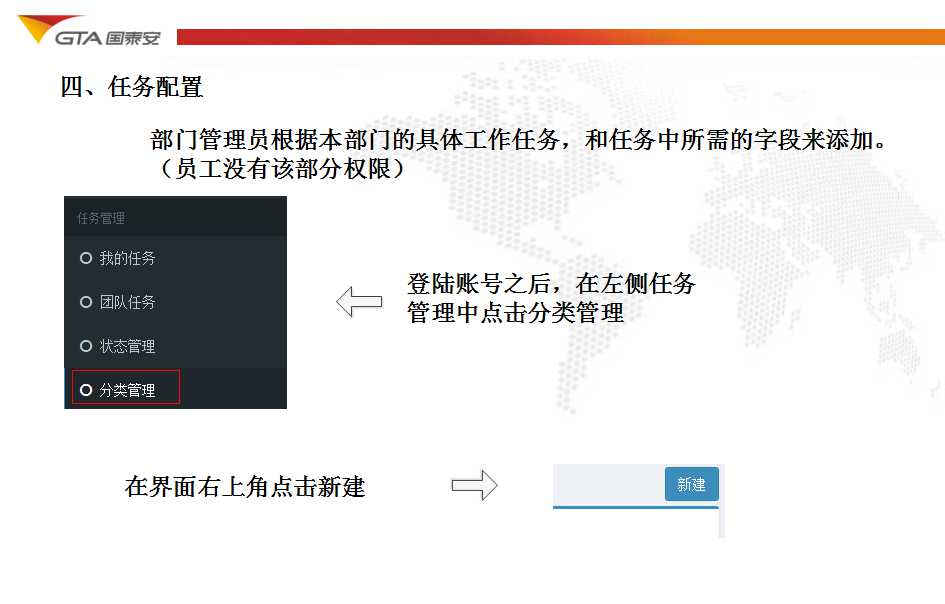 GTA 国泰安
四、任务配置
部门管理员根据本部门的具体工作任务，和任务中所需的字段来添加。
（员工没有该部分权限）
任务管理
我的任务
团队任务
状态管理
分类管理
登陆账号之后，在左侧任务
管理中点击分类管理
在界面右上角点击新建
新建